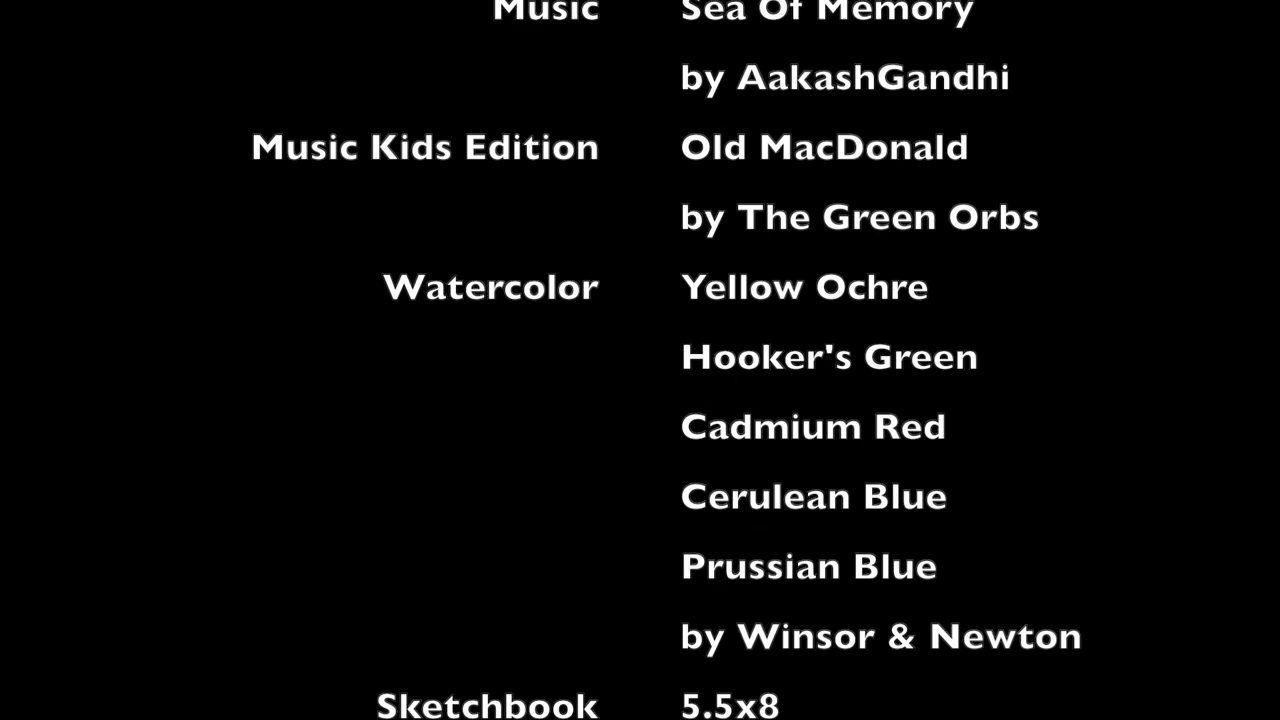 Music Sea Of Memory
by AakashGandhi
Music Kids Edition Old MacDonald
by The Green Orbs
Watercolor Yellow Ochre
Hooker's Green
Cadmium Red
Cerulean Blue
Prussian Blue
by Winsor & Newton
Sketchbook 5.5x8